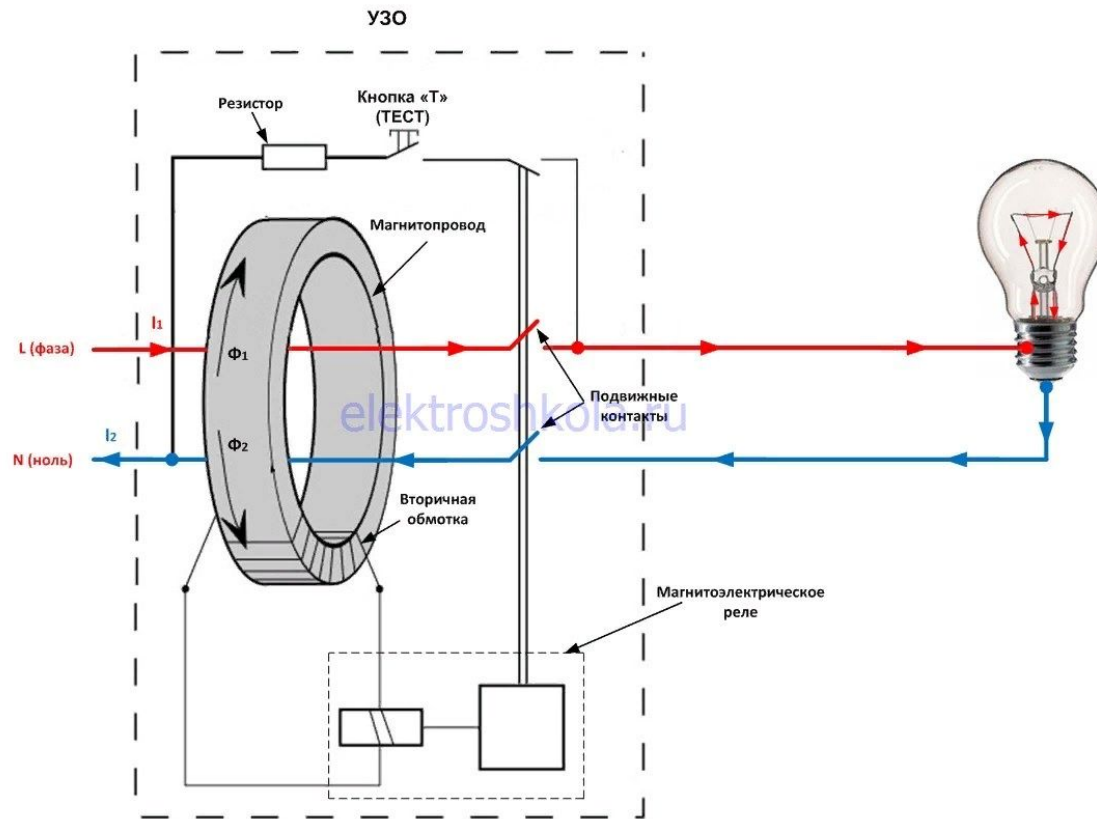 УЗО
Резистор
Кнопка «Т»
(ТЕСТ)
Магнитопровод
I₁
L (фаза)
Ф₁
Подвижные
контакты
elektroshkola.ru
I₂
Ф₂
N (ноль)
Вторичная
обмотка
Магнитоэлектрическое
реле